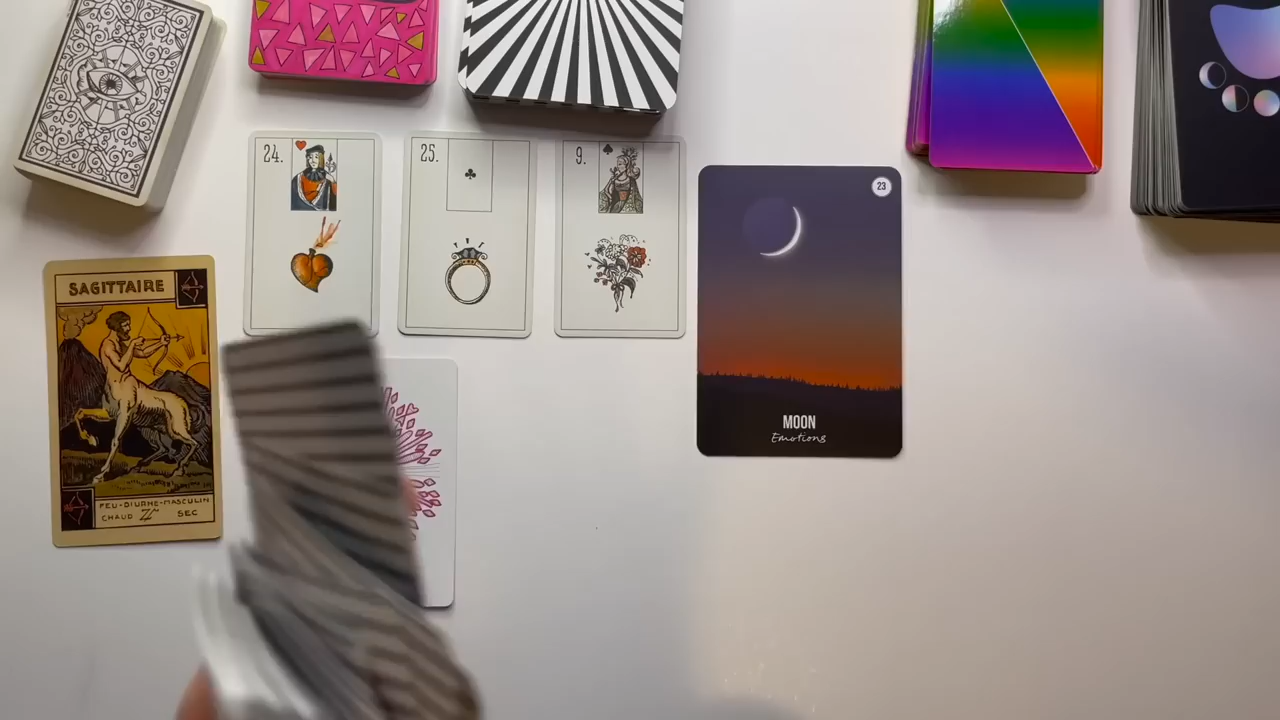 24.
25.
9.
23
SAGITTAIRE
MOON
Emotions
FEU-DIURNE-MASCULIN
CHAUD SEC